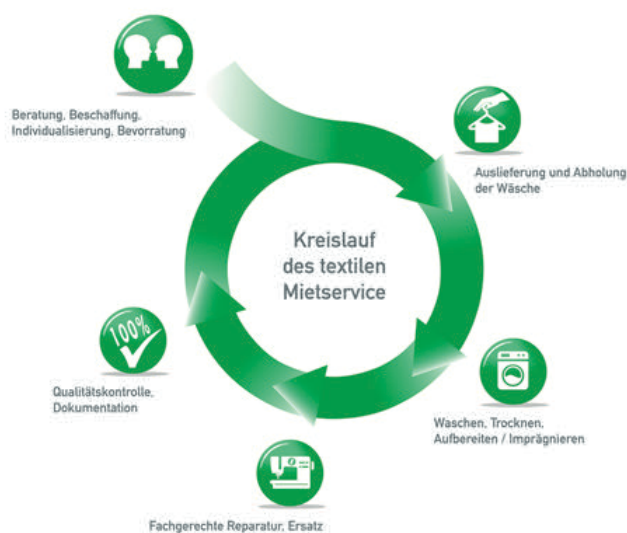 Beratung, Beschaffung,
Individualisierung, Bevorratung
Auslieferung und Abholung
der Wäsche
Kreislauf
des textilen
Mietservice
100%
Qualitätskontrolle,
Dokumentation
Waschen, Trocknen,
Aufbereiten / Imprägnieren
Fachgerechte Reparatur, Ersatz